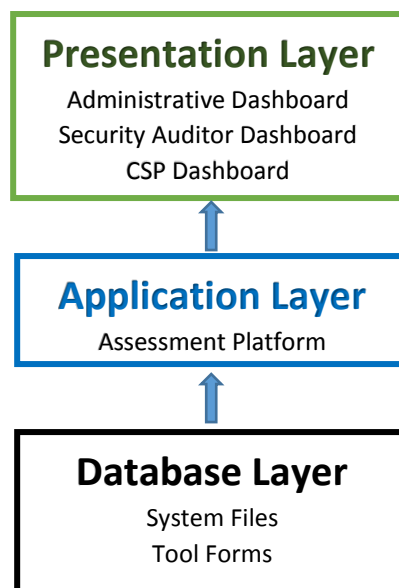 Presentation Layer
Administrative Dashboard
Security Auditor Dashboard
CSP Dashboard
Application Layer
Assessment Platform
Database Layer
System Files
Tool Forms